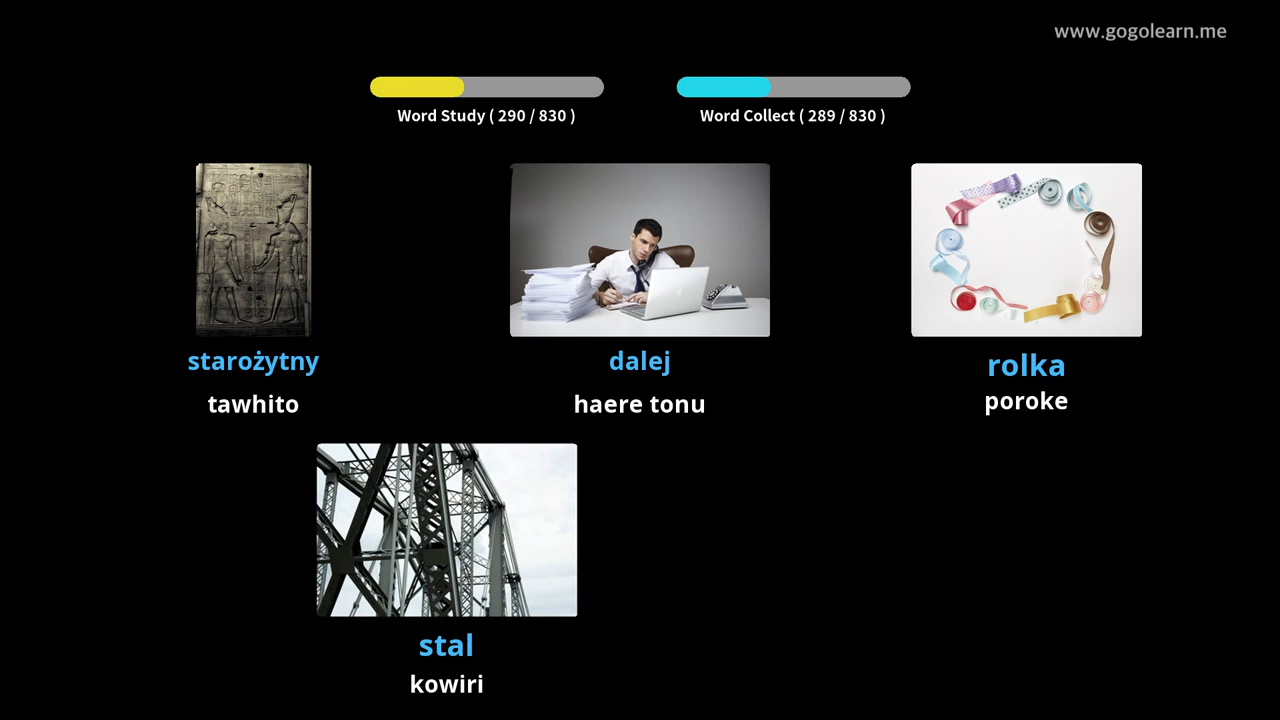 www.gogolearn.me
Word Study ( 290 / 830 )
Word Collect ( 289 / 830 )
starożytny
tawhito
dalej
haere tonu
rolka
poroke
stal
kowiri